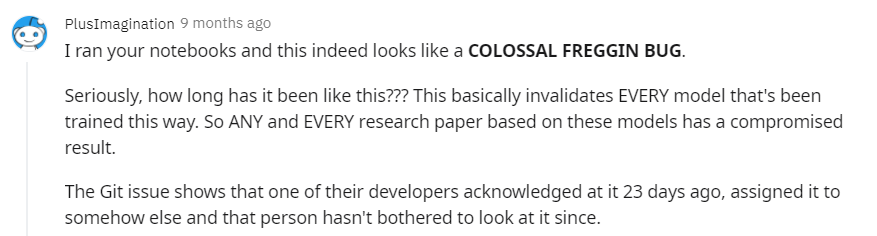 PlusImagination 9 months ago
I ran your notebooks and this indeed looks like a COLOSSAL FREGGIN BUG.
Seriously, how long has it been like this??? This basically invalidates EVERY model that's been
trained this way. So ANY and EVERY research paper based on these models has a compromised
result.
The Git issue shows that one of their developers acknowledged at it 23 days ago, assigned it to
somehow else and that person hasn't bothered to look at it since.